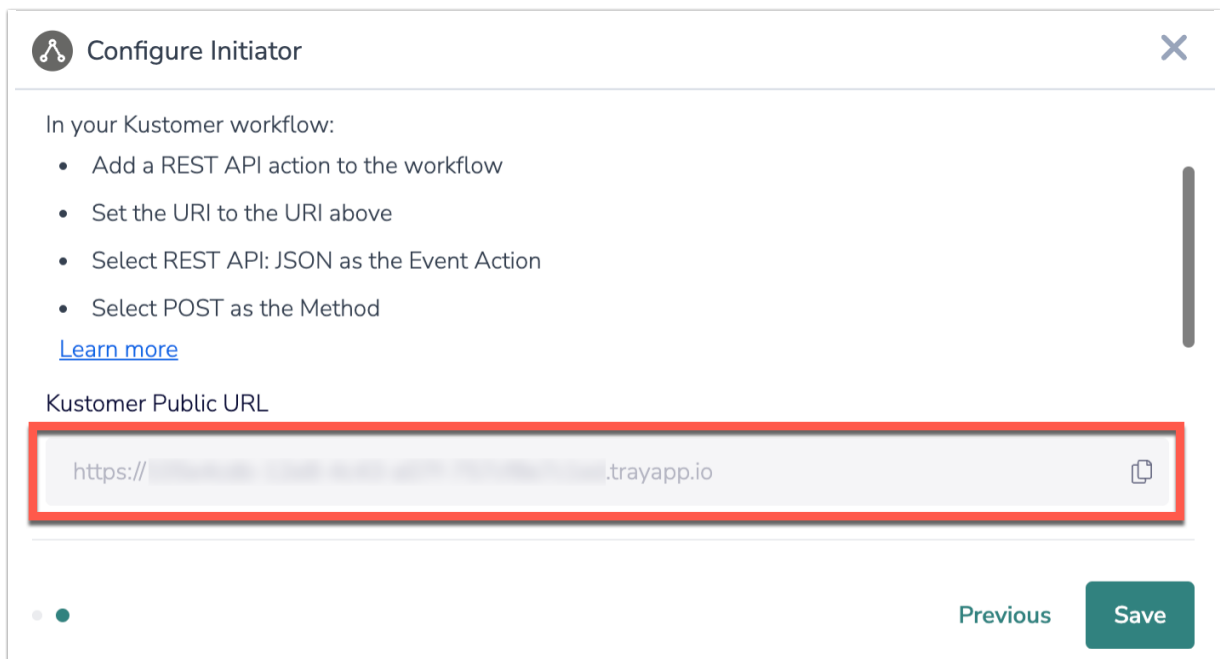 Configure Initiator
In your Kustomer workflow:
• Add a REST API action to the workflow
• Set the URI to the URI above
• Select REST API: JSON as the Event Action
• Select POST as the Method
Learn more
Kustomer Public URL
https:// .trayapp.io
Previous Save